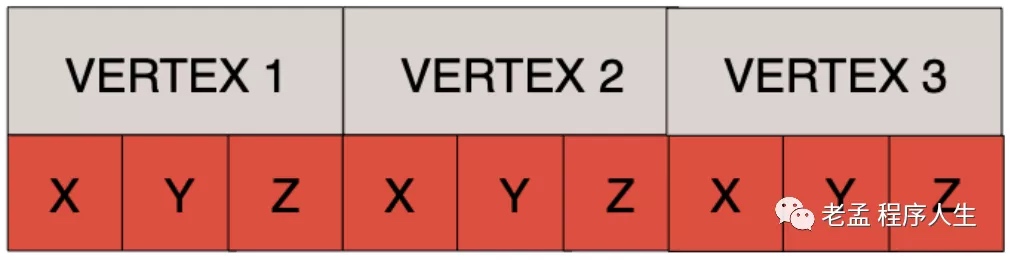 VERTEX 1 VERTEX 2 VERTEX 3
X Y Z X Y Z X Y Z
老孟 程序人生